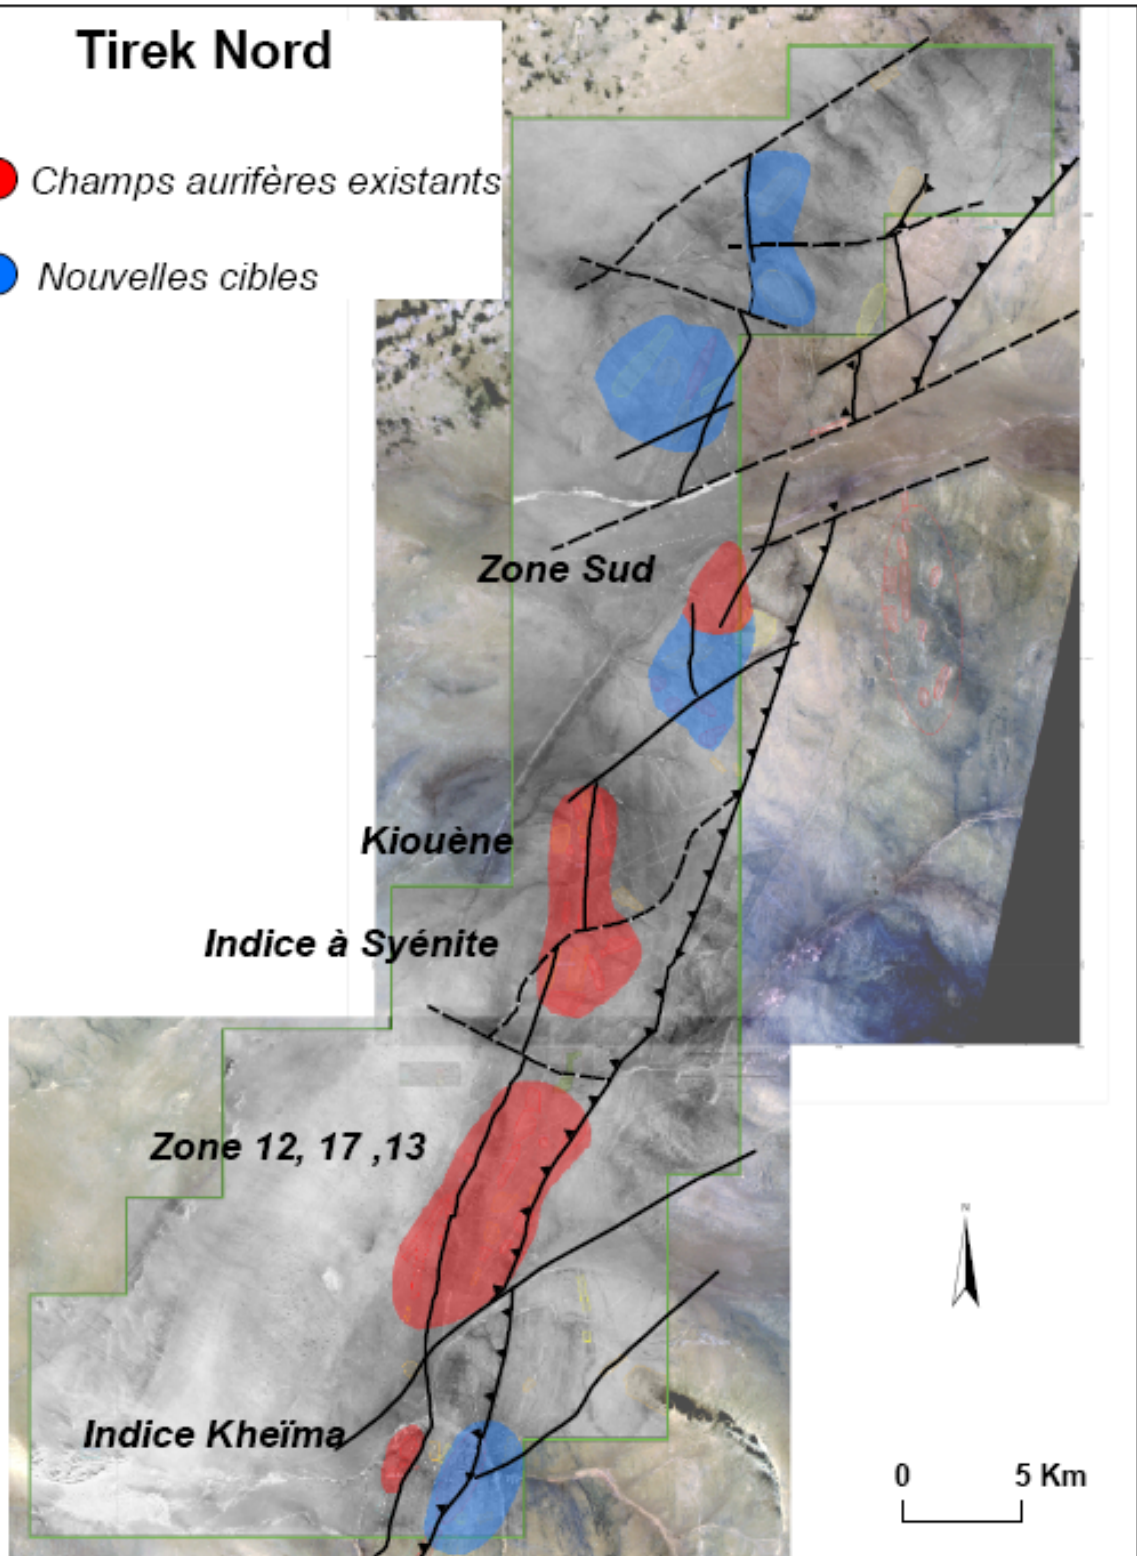 Tirek Nord
Champs aurifères existants
Nouvelles cibles
Zone Sud
Kiouène
Indice à Syénite
Zone 12, 17 ,13
Indice Kheïma
N
0 5 Km